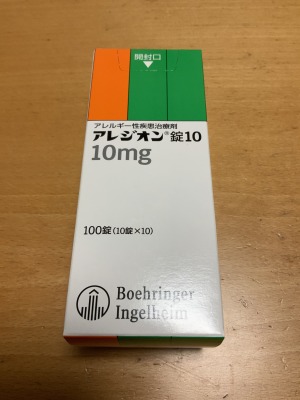 開封口
アレルギー性疾患治療剤
アレジオン®錠10
10mg
100錠(10錠×10)
Boehringer
Ingelheim